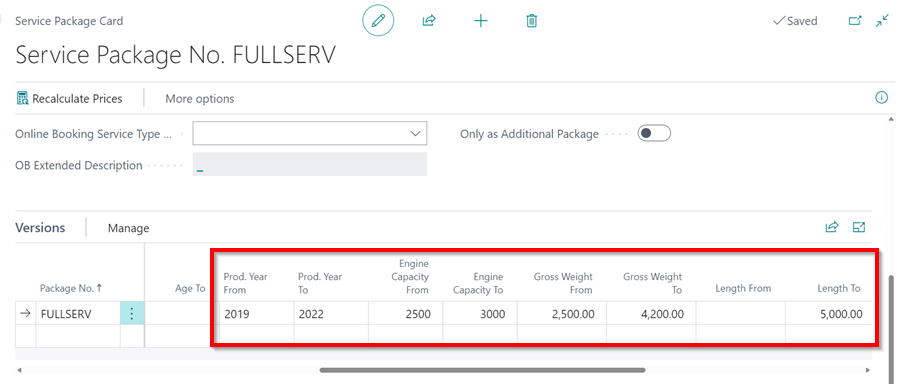 Service Package Card
Saved
Service Package No. FULLSERV
Recalculate Prices
More options
Online Booking Service Type ...
Only as Additional Package
OB Extended Description
_
Versions
Manage
Package No. ↑
Age To
Prod. Year From
Prod. Year To
Engine Capacity From
Engine Capacity To
Gross Weight From
Gross Weight To
Length From
Length To
FULLSERV 2019 2022 2500 3000 2,500.00 4,200.00 5,000.00